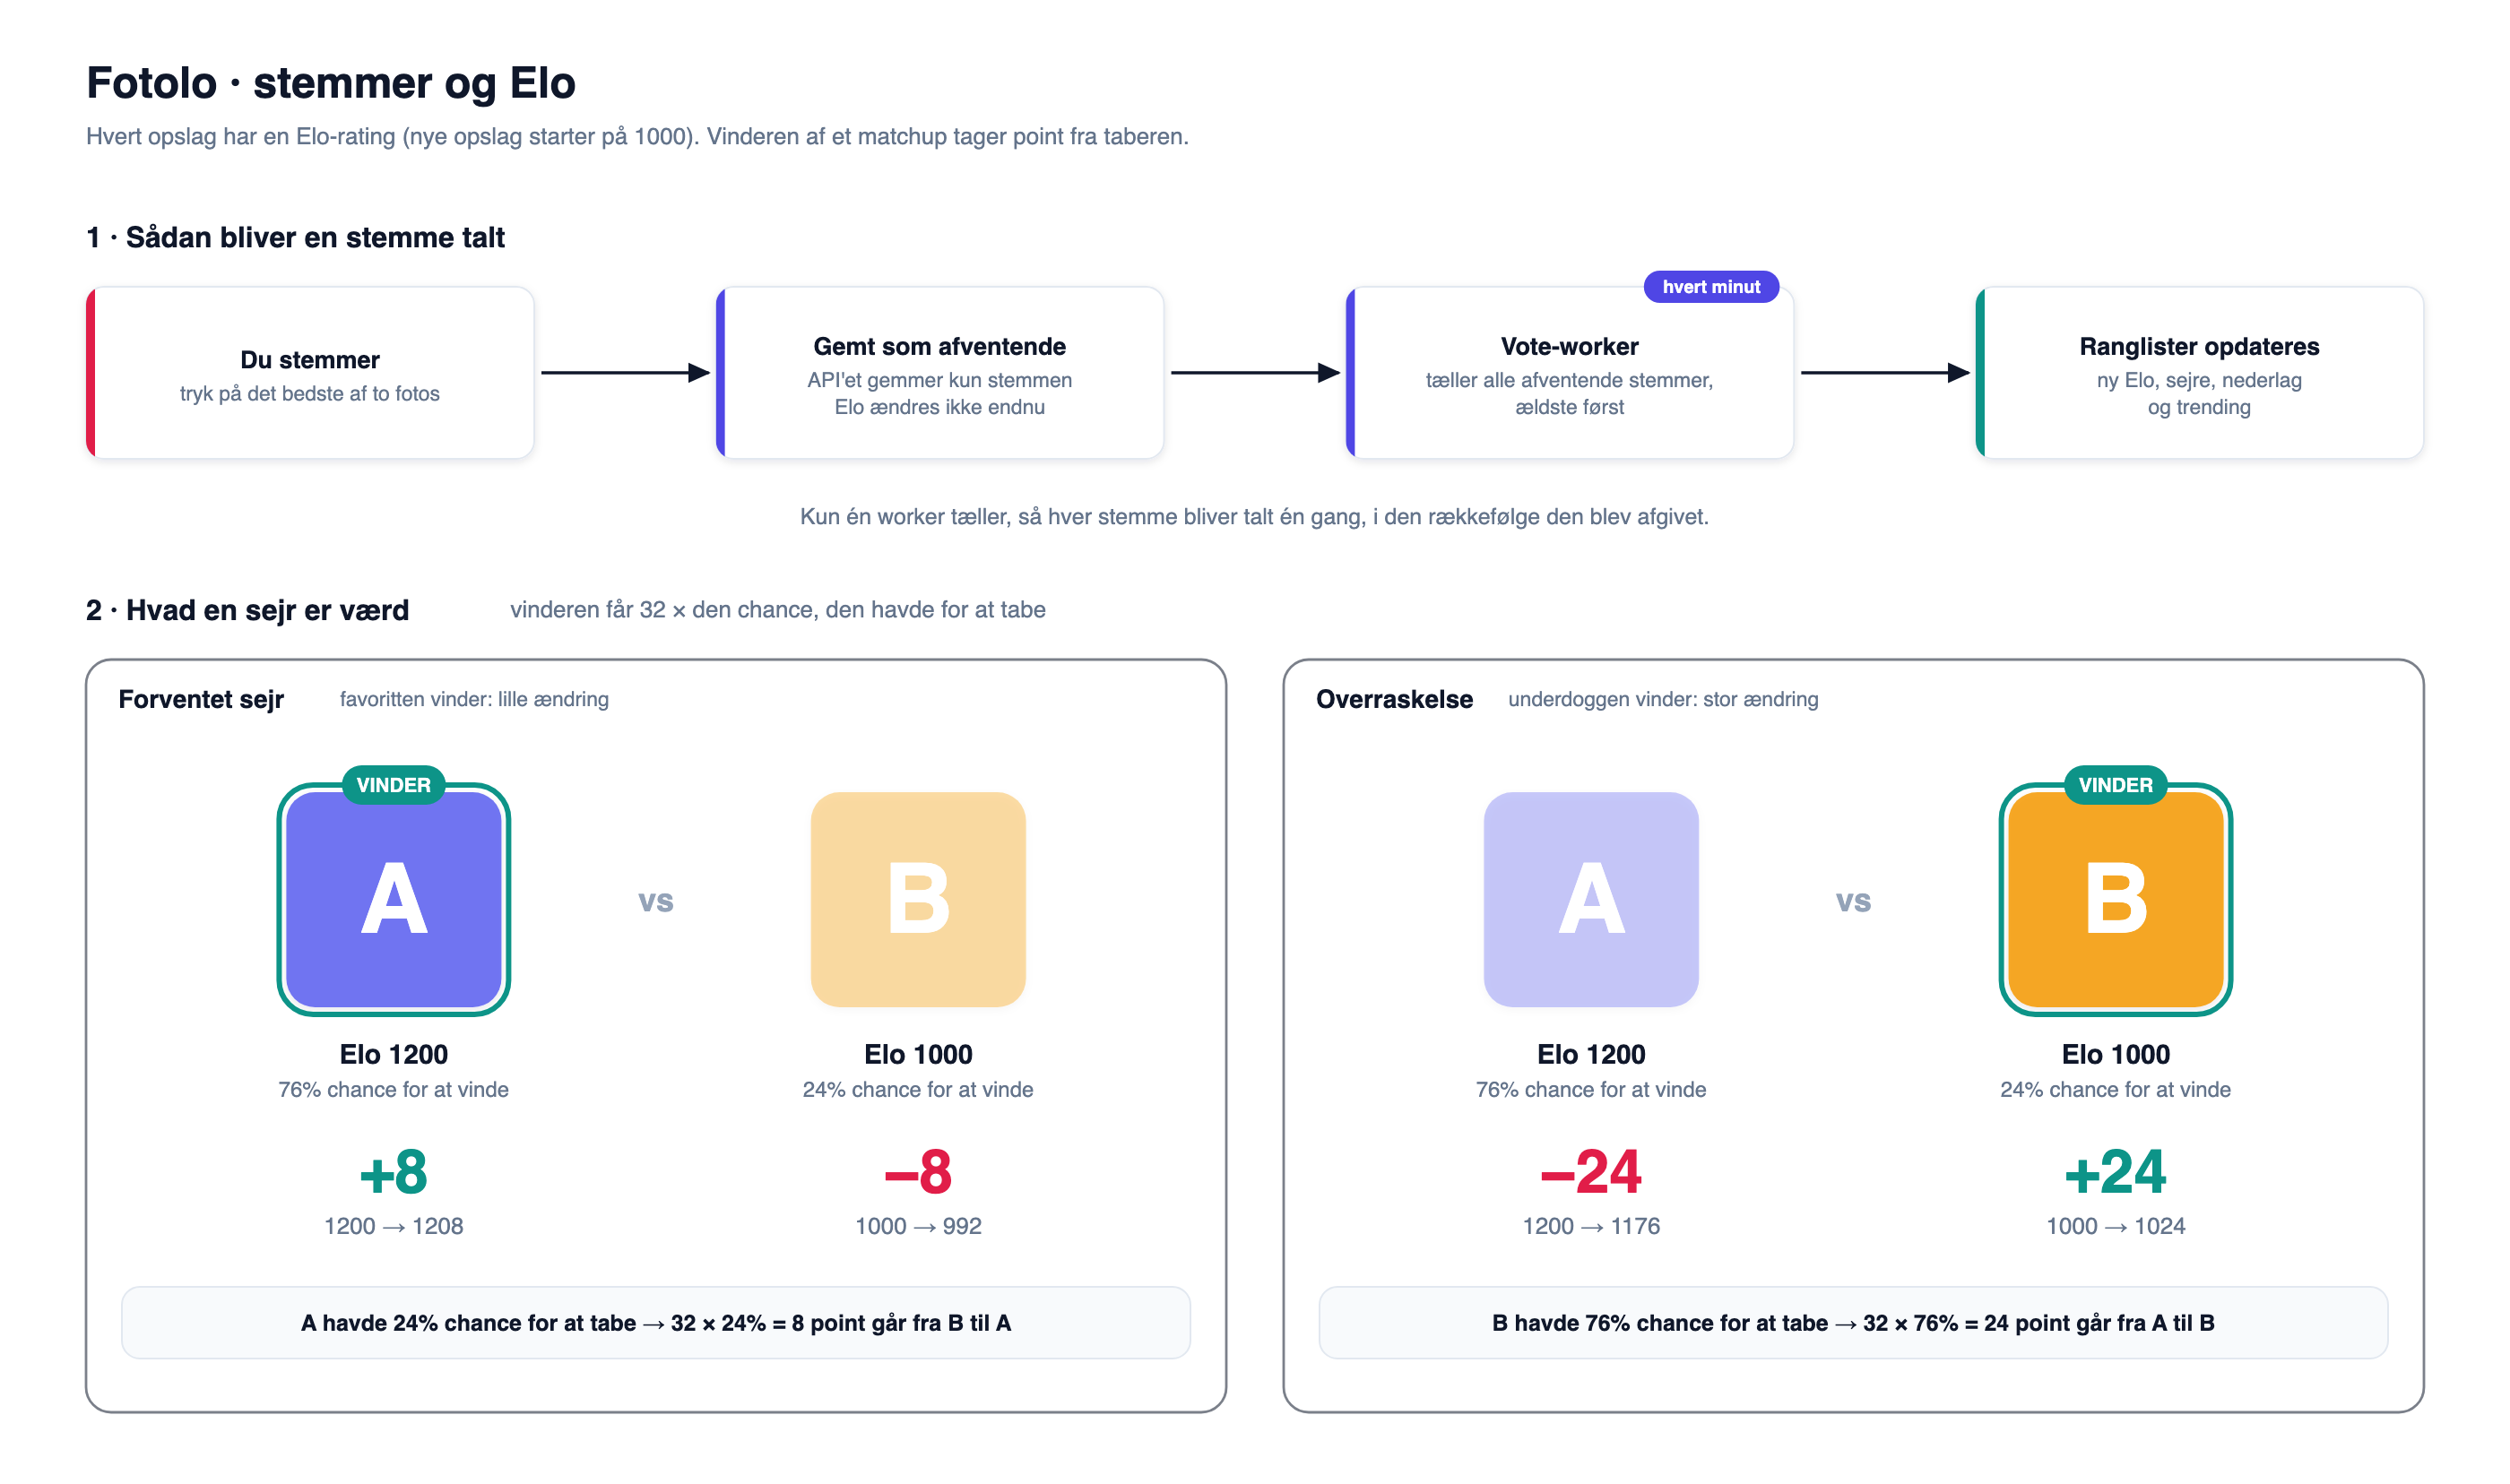 Fotolo · stemmer og Elo
Hvert opslag har en Elo-rating (nye opslag starter på 1000). Vinderen af et matchup tager point fra taberen.
1 · Sådan bliver en stemme talt
Du stemmer
tryk på det bedste af to fotos
Gemt som afventende
API'et gemmer kun stemmen
Elo ændres ikke endnu
hvert minut
Vote-worker
tæller alle afventende stemmer,
ældste først
Ranglister opdateres
ny Elo, sejre, nederlag
og trending
Kun én worker tæller, så hver stemme bliver talt én gang, i den rækkefølge den blev afgivet.
2 · Hvad en sejr er værd
vinderen får 32 × den chance, den havde for at tabe
Forventet sejr
favoritten vinder: lille ændring
VINDER
A
vs
B
Elo 1200
Elo 1000
76% chance for at vinde
24% chance for at vinde
+8
−8
1200 → 1208
1000 → 992
A havde 24% chance for at tabe → 32 × 24% = 8 point går fra B til A
Overraskelse
underdoggen vinder: stor ændring
VINDER
A
vs
B
Elo 1200
Elo 1000
76% chance for at vinde
24% chance for at vinde
−24
+24
1200 → 1176
1000 → 1024
B havde 76% chance for at tabe → 32 × 76% = 24 point går fra A til B